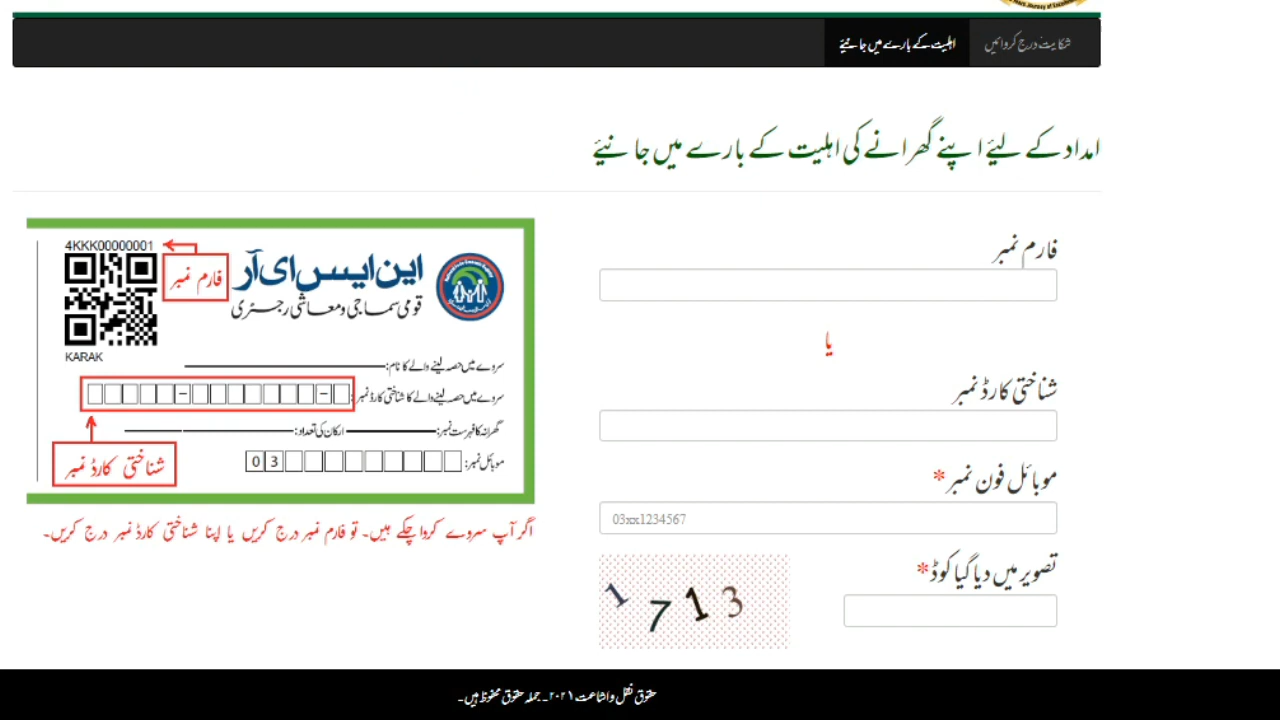 شکایت درج کروائیں
اہلیت کے بارے میں جانیئے
امداد کے لیئے اپنے گھرانے کی اہلیت کے بارے میں جانیئے
فارم نمبر
یا
شناختی کارڈ نمبر
موبائل فون نمبر*
03xx1234567
تصویر میں دیا گیا کوڈ*
1713
4KKK00000001
فارم نمبر
این ایس ای آر
قومی سماجی و معاشی رجسٹری
KARAK
سروے میں حصہ لینے والے کا نام:
سروے میں حصہ لینے والے کا شناختی کارڈ نمبر:
گھرانہ کا فہرست نمبر: ارکان کی تعداد:
شناختی کارڈ نمبر
موبائل نمبر: 03
اگر آپ سروے کروا چکے ہیں۔ تو فارم نمبر درج کریں یا اپنا شناختی کارڈ نمبر درج کریں۔
حقوق نقل و اشاعت ۲۰۲۱۔ جملہ حقوق محفوظ ہیں۔